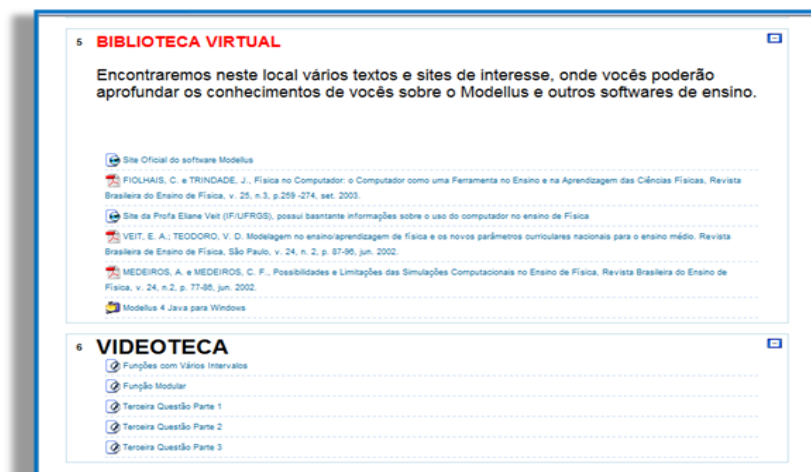 5 BIBLIOTECA VIRTUAL
Encontraremos neste local vários textos e sites de interesse, onde vocês poderão
aprofundar os conhecimentos de vocês sobre o Modellus e outros softwares de ensino.
Site Oficial do software Modellus
FIOLHAIS, C. e TRINDADE, J., Física no Computador: o Computador como uma Ferramenta no Ensino e na Aprendizagem das Ciências Físicas, Revista
Brasileira do Ensino de Física, v. 25, n.3, p.259 -274, set. 2003.
Site da Profa Eliane Veit (IF/UFRGS), possui basntante informações sobre o uso do computador no ensino de Física
VEIT, E. A.; TEODORO, V. D. Modelagem no ensino/aprendizagem de física e os novos parâmetros curriculares nacionais para o ensino médio. Revista
Brasileira de Ensino de Física, São Paulo, v. 24, n. 2, p. 87-96, jun. 2002.
MEDEIROS, A. e MEDEIROS, C. F., Possibilidades e Limitações das Simulações Computacionais no Ensino de Física, Revista Brasileira do Ensino de
Física, v. 24, n.2, p. 77-86, jun. 2002.
Modellus 4 Java para Windows
6 VIDEOTECA
Funções com Vários Intervalos
Função Modular
Terceira Questão Parte 1
Terceira Questão Parte 2
Terceira Questão Parte 3